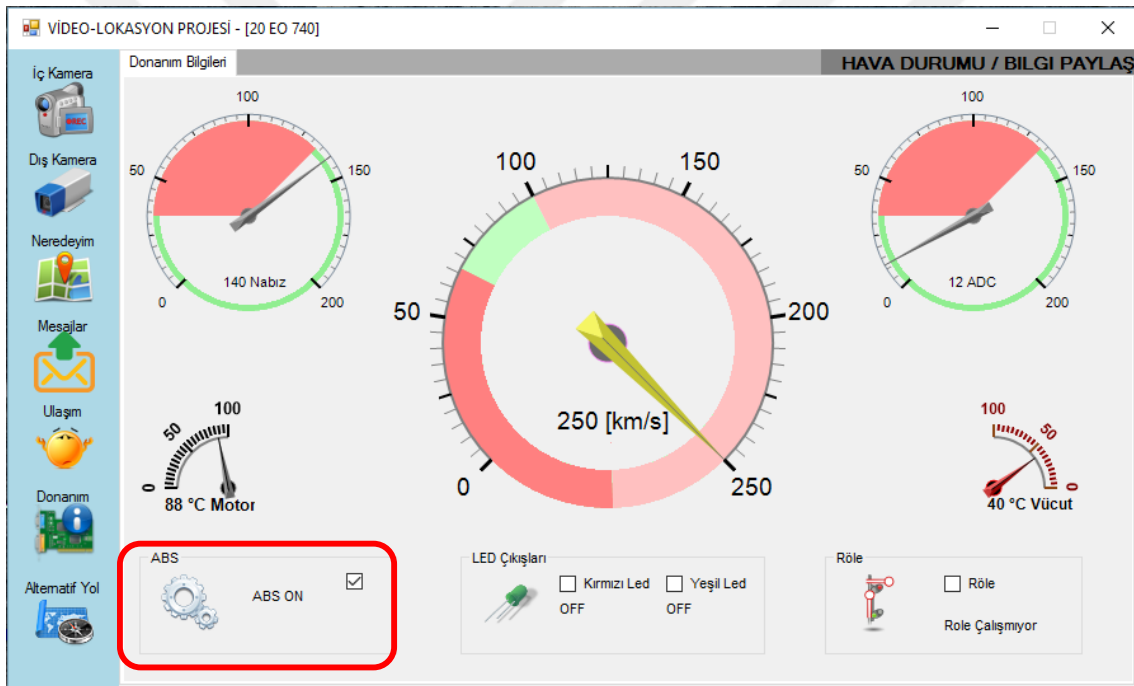 VİDEO-LOKASYON PROJESİ - [20 EO 740]
İç Kamera
Dış Kamera
Neredeyim
Mesajlar
Ulaşım
Donanım
Alternatif Yol
Donanım Bilgileri
HAVA DURUMU / BILGI PAYLAŞ
0
50
100
150
200
140 Nabız
0
50
100
150
200
250
250 [km/s]
0
50
100
150
200
12 ADC
0
50
100
88 °C Motor
100
50
0
40 °C Vücut
ABS
ABS ON
LED Çıkışları
Kırmızı Led
Yeşil Led
OFF
OFF
Röle
Röle
Role Çalışmıyor